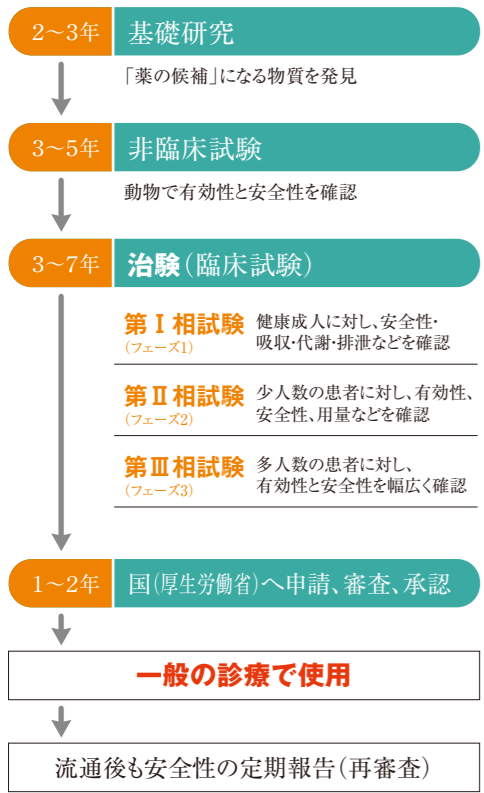 2〜3年 基礎研究
「薬の候補」になる物質を発見
3〜5年 非臨床試験
動物で有効性と安全性を確認
3〜7年 治験(臨床試験)
第Ⅰ相試験
(フェーズ1)
健康成人に対し、安全性・
吸収・代謝・排泄などを確認
第Ⅱ相試験
(フェーズ2)
少人数の患者に対し、有効性、
安全性、用量などを確認
第Ⅲ相試験
(フェーズ3)
多人数の患者に対し、
有効性と安全性を幅広く確認
1〜2年 国(厚生労働省)へ申請、審査、承認
一般の診療で使用
流通後も安全性の定期報告(再審査)